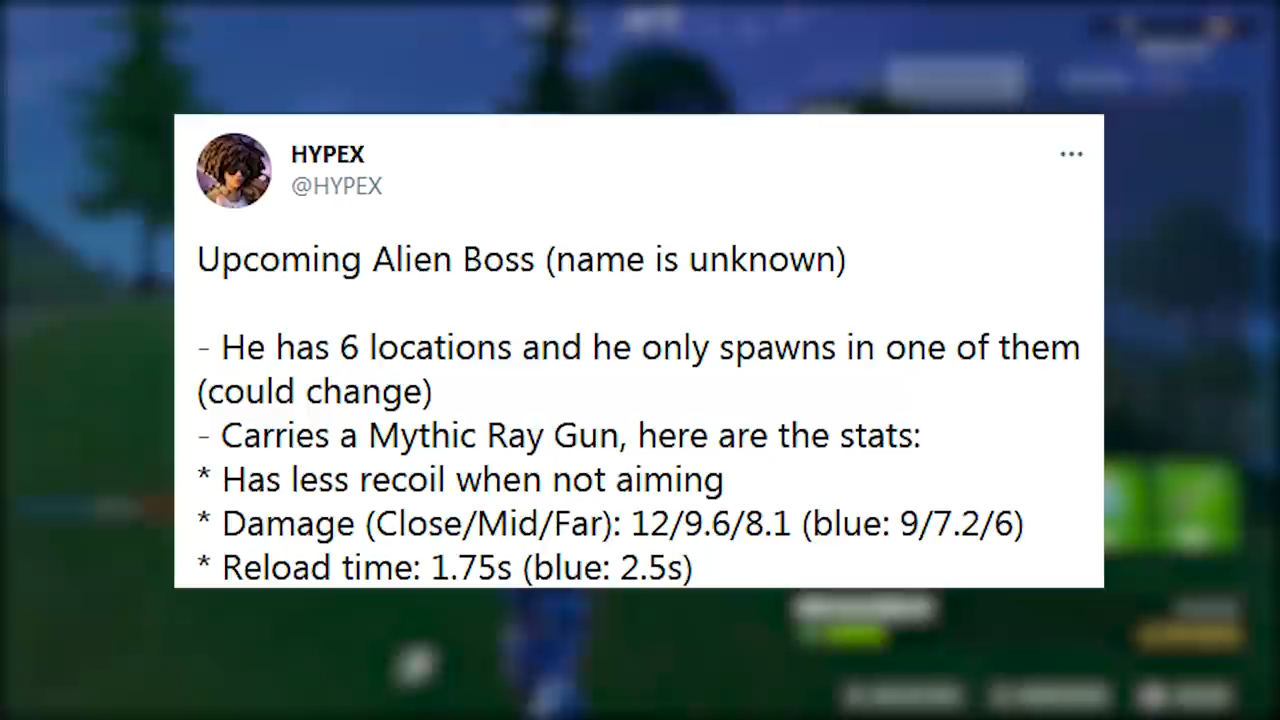 HYPEX
@HYPEX
Upcoming Alien Boss (name is unknown)
- He has 6 locations and he only spawns in one of them
(could change)
- Carries a Mythic Ray Gun, here are the stats:
* Has less recoil when not aiming
* Damage (Close/Mid/Far): 12/9.6/8.1 (blue: 9/7.2/6)
* Reload time: 1.75s (blue: 2.5s)